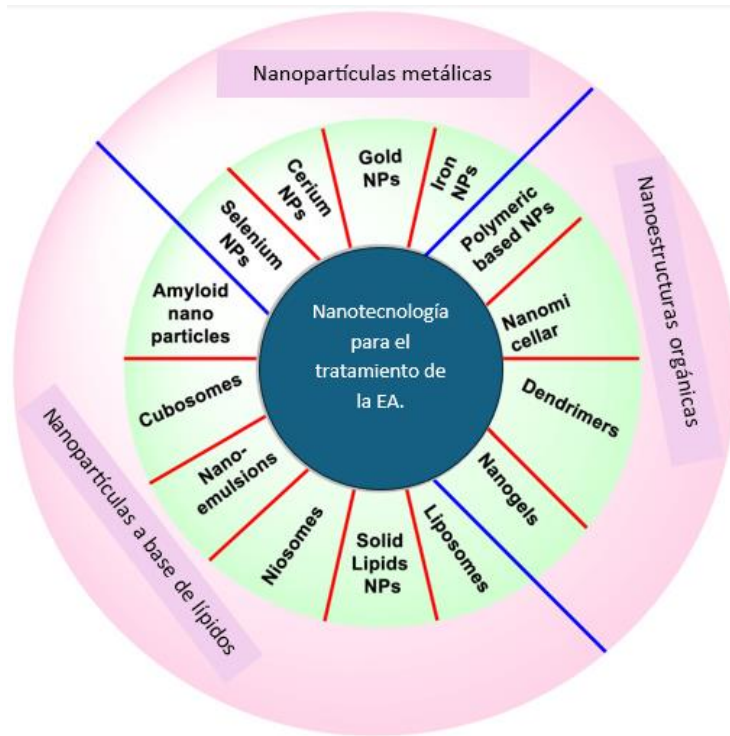 Nanopartículas metálicas
Nanoestructuras orgánicas
Nanopartículas a base de lípidos
Nanotecnología
para el
tratamiento de
la EA.
Selenium
NPs
Cerium
NPs
Gold
NPs
Iron
NPs
Polymeric
based NPs
Nanomi
cellar
Dendrimers
Nanogels
Liposomes
Solid
Lipids
NPs
Niosomes
Nano-
emulsions
Cubosomes
Amyloid
nano
particles